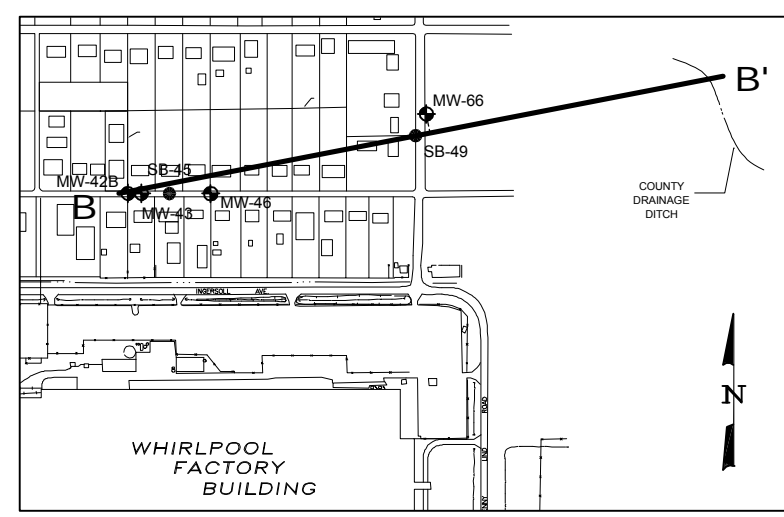 B'
MW-66
SB-49
SB-45
MW-42B
MW-43
MW-46
B
COUNTY
DRAINAGE
DITCH
INGERSOLL AVE.
N
ROAD
WHIRLPOOL
FACTORY
BUILDING